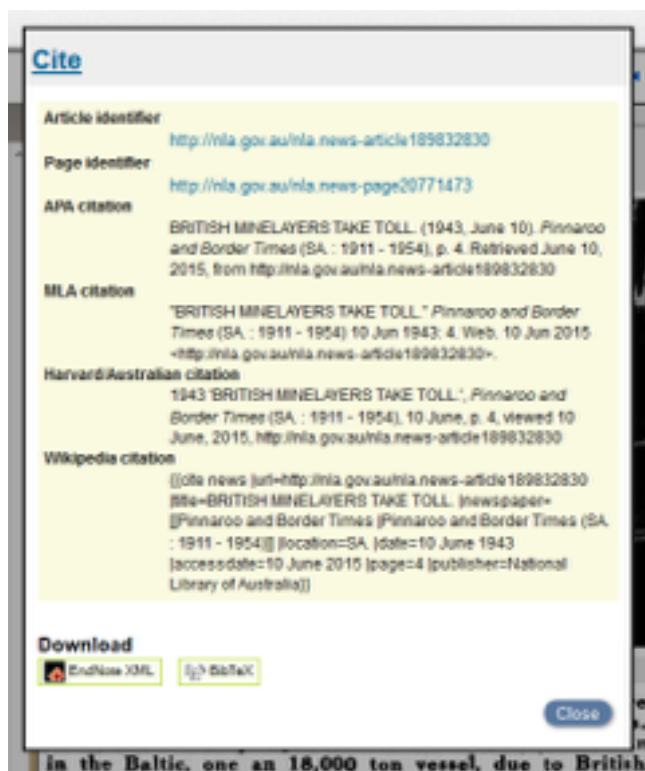 Cite
Article identifier
http://nla.gov.au/nla.news-article189832830
Page identifier
http://nla.gov.au/nla.news-page20771473
APA citation
BRITISH MINELAYERS TAKE TOLL. (1943, June 10). Pinnaroo
and Border Times (SA. : 1911 - 1954), p. 4. Retrieved June 10,
2015, from http://nla.gov.au/nla.news-article189832830
MLA citation
"BRITISH MINELAYERS TAKE TOLL." Pinnaroo and Border
Times (SA. : 1911 - 1954) 10 Jun 1943: 4. Web. 10 Jun 2015
<http://nla.gov.au/nla.news-article189832830>.
Harvard/Australian citation
1943 'BRITISH MINELAYERS TAKE TOLL.', Pinnaroo and
Border Times (SA. : 1911 - 1954), 10 June, p. 4, viewed 10
June, 2015, http://nla.gov.au/nla.news-article189832830
Wikipedia citation
{{cite news |url=http://nla.gov.au/nla.news-article189832830
|title=BRITISH MINELAYERS TAKE TOLL. |newspaper=
[[Pinnaroo and Border Times |Pinnaroo and Border Times (SA.
: 1911 - 1954)]] |location=SA. |date=10 June 1943
|accessdate=10 June 2015 |page=4 |publisher=National
Library of Australia}}
Download
EndNote XML
BibTeX
Close
in the Baltic, one an 18,000 ton vessel, due to British